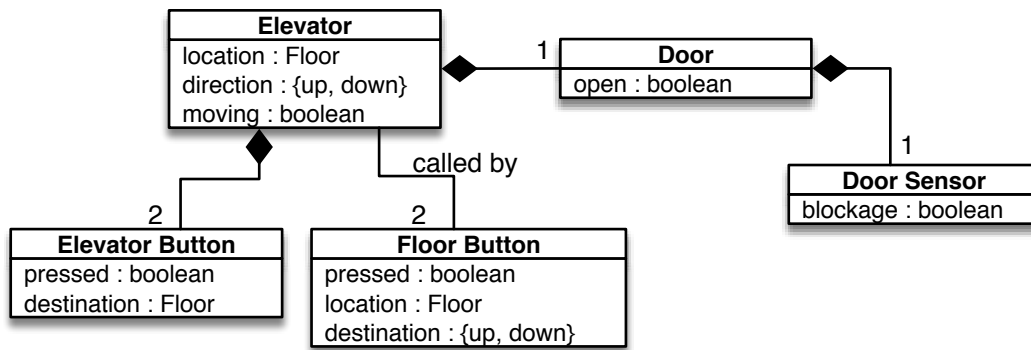 Elevator
location : Floor
direction : {up, down}
moving : boolean
1
Door
open : boolean
called by
1
Door Sensor
blockage : boolean
2
Elevator Button
pressed : boolean
destination : Floor
2
Floor Button
pressed : boolean
location : Floor
destination : {up, down}